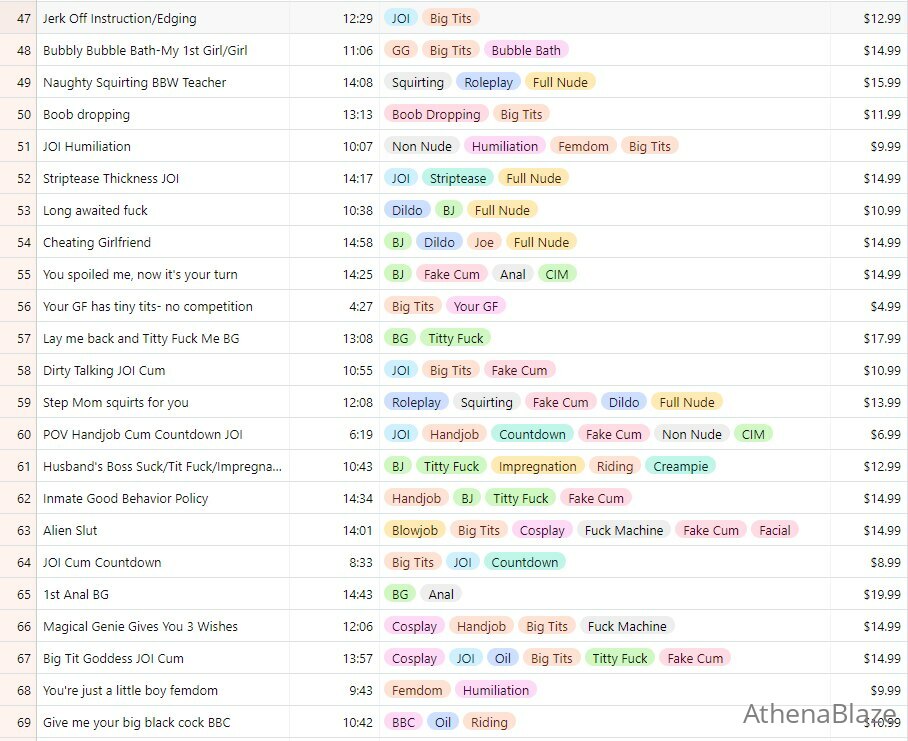 47 Jerk Off Instruction/Edging 12:29 JOI Big Tits $12.99
48 Bubbly Bubble Bath-My 1st Girl/Girl 11:06 GG Big Tits Bubble Bath $14.99
49 Naughty Squirting BBW Teacher 14:08 Squirting Roleplay Full Nude $15.99
50 Boob dropping 13:13 Boob Dropping Big Tits $11.99
51 JOI Humiliation 10:07 Non Nude Humiliation Femdom Big Tits $9.99
52 Striptease Thickness JOI 14:17 JOI Striptease Full Nude $14.99
53 Long awaited fuck 10:38 Dildo BJ Full Nude $10.99
54 Cheating Girlfriend 14:58 BJ Dildo Joe Full Nude $14.99
55 You spoiled me, now it's your turn 14:25 BJ Fake Cum Anal CIM $14.99
56 Your GF has tiny tits- no competition 4:27 Big Tits Your GF $4.99
57 Lay me back and Titty Fuck Me BG 13:08 BG Titty Fuck $17.99
58 Dirty Talking JOI Cum 10:55 JOI Big Tits Fake Cum $10.99
59 Step Mom squirts for you 12:08 Roleplay Squirting Fake Cum Dildo Full Nude $13.99
60 POV Handjob Cum Countdown JOI 6:19 JOI Handjob Countdown Fake Cum Non Nude CIM $6.99
61 Husband's Boss Suck/Tit Fuck/Impregna... 10:43 BJ Titty Fuck Impregnation Riding Creampie $12.99
62 Inmate Good Behavior Policy 14:34 Handjob BJ Titty Fuck Fake Cum $14.99
63 Alien Slut 14:01 Blowjob Big Tits Cosplay Fuck Machine Fake Cum Facial $14.99
64 JOI Cum Countdown 8:33 Big Tits JOI Countdown $8.99
65 1st Anal BG 14:43 BG Anal $19.99
66 Magical Genie Gives You 3 Wishes 12:06 Cosplay Handjob Big Tits Fuck Machine $14.99
67 Big Tit Goddess JOI Cum 13:57 Cosplay JOI Oil Big Tits Titty Fuck Fake Cum $14.99
68 You're just a little boy femdom 9:43 Femdom Humiliation $9.99
69 Give me your big black cock BBC 10:42 BBC Oil Riding $10.99
AthenaBlaze